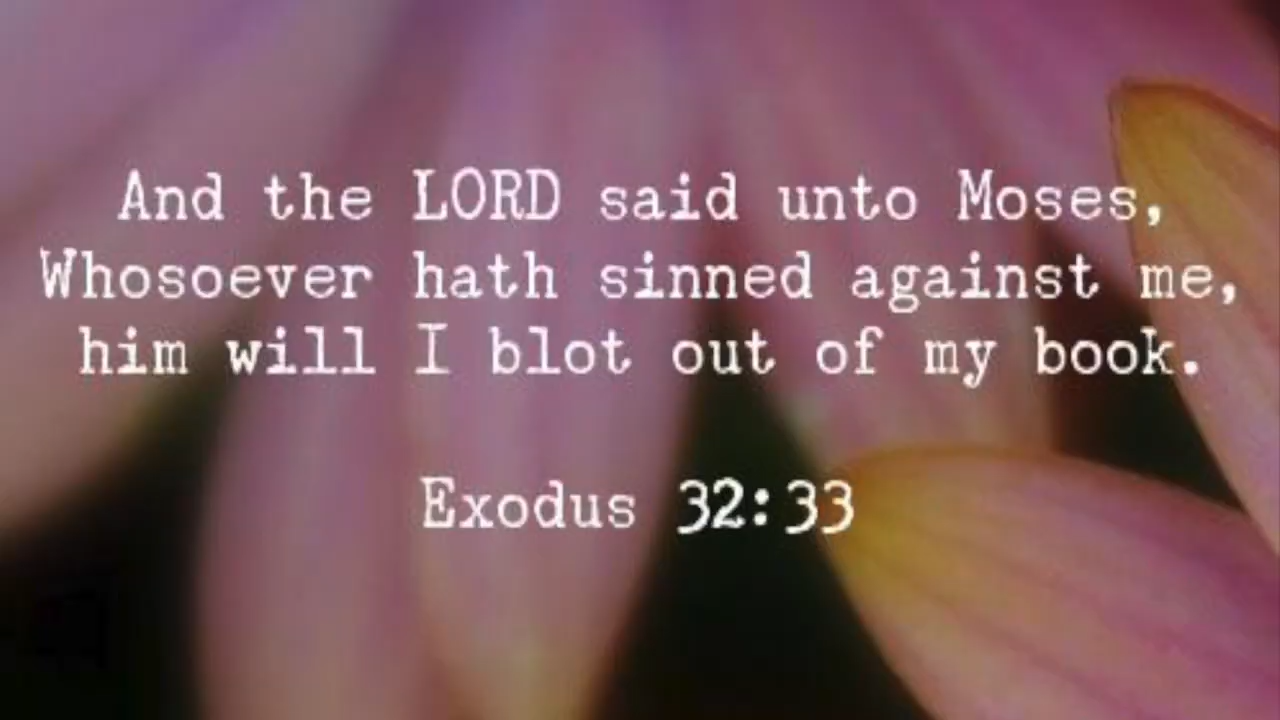 And the LORD said unto Moses,
Whosoever hath sinned against me,
him will I blot out of my book.
Exodus 32:33